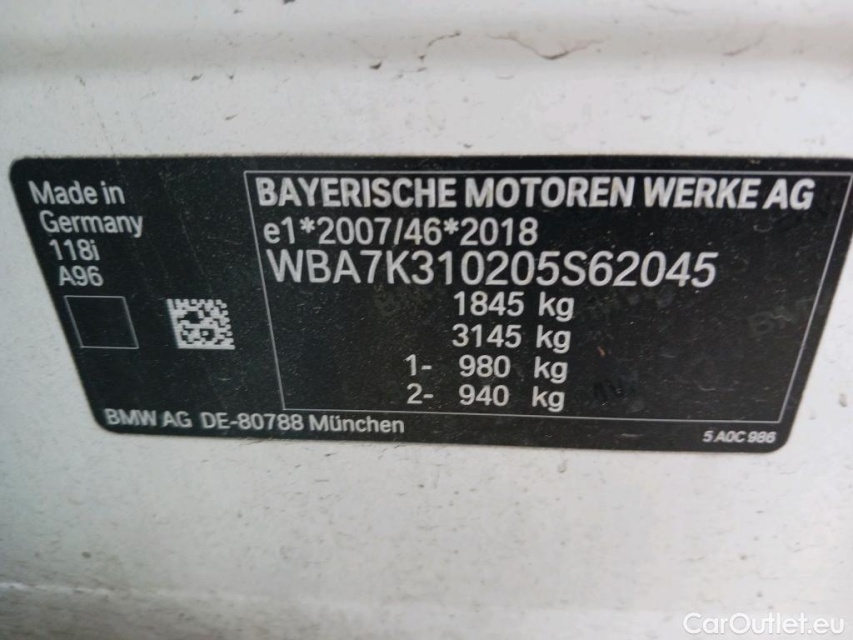 Made in
Germany
118i
A96
BAYERISCHE MOTOREN WERKE AG
e1*2007/46*2018
WBA7K310205S62045
1845 kg
3145 kg
1- 980 kg
2- 940 kg
BMW AG DE-80788 München
5 A0C 986
CarOutlet.eu